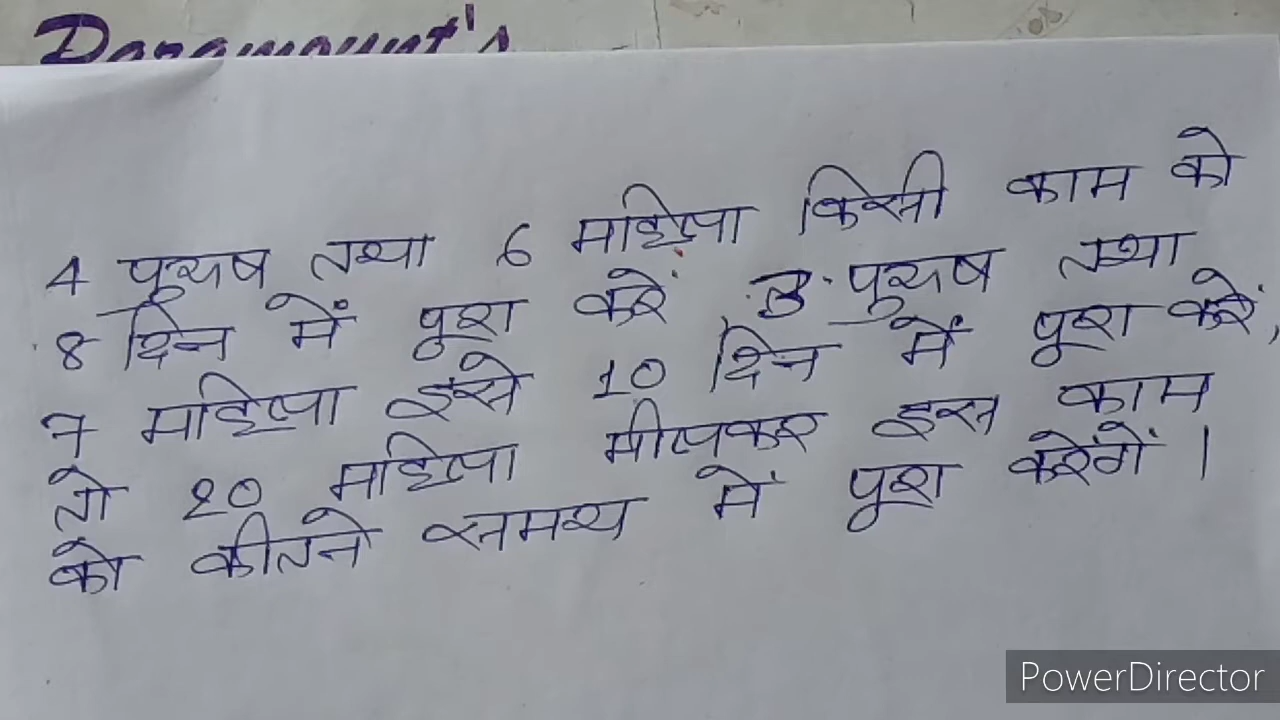 Paramount's
4 पुरुष तथा 6 महिला किसी काम को
8 दिन में पूरा करें, 3 पुरुष तथा
7 महिला इसे 10 दिन में पूरा करें,
तो 20 महिला मीलकर इस काम
को कीतने समय में पूरा करेंगें।
PowerDirector